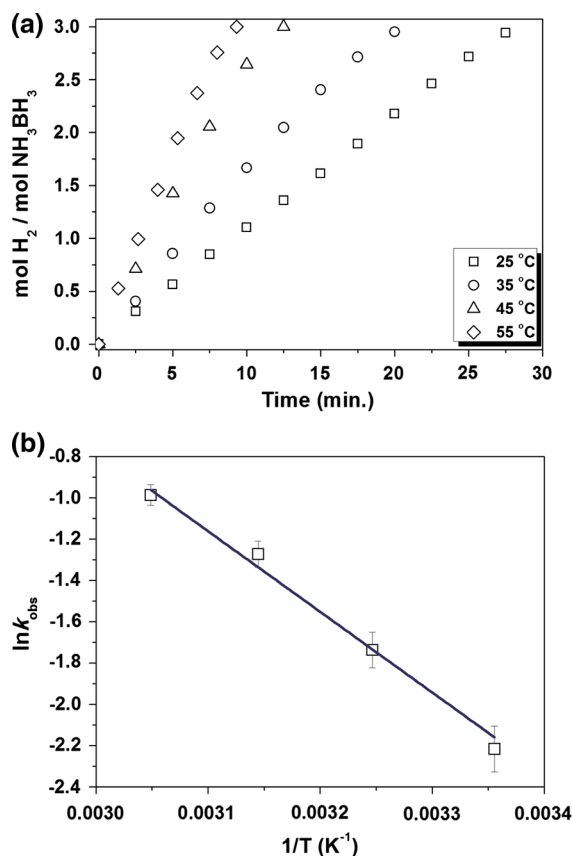 (a)
3.0
2.5
2.0
1.5
1.0
0.5
0.0
mol H₂ / mol NH₃BH₃
25 °C
35 °C
45 °C
55 °C
0 5 10 15 20 25 30
Time (min.)
(b)
-0.8
-1.0
-1.2
-1.4
-1.6
-1.8
-2.0
-2.2
-2.4
lnkobs
0.0030 0.0031 0.0032 0.0033 0.0034
1/T (K⁻¹)